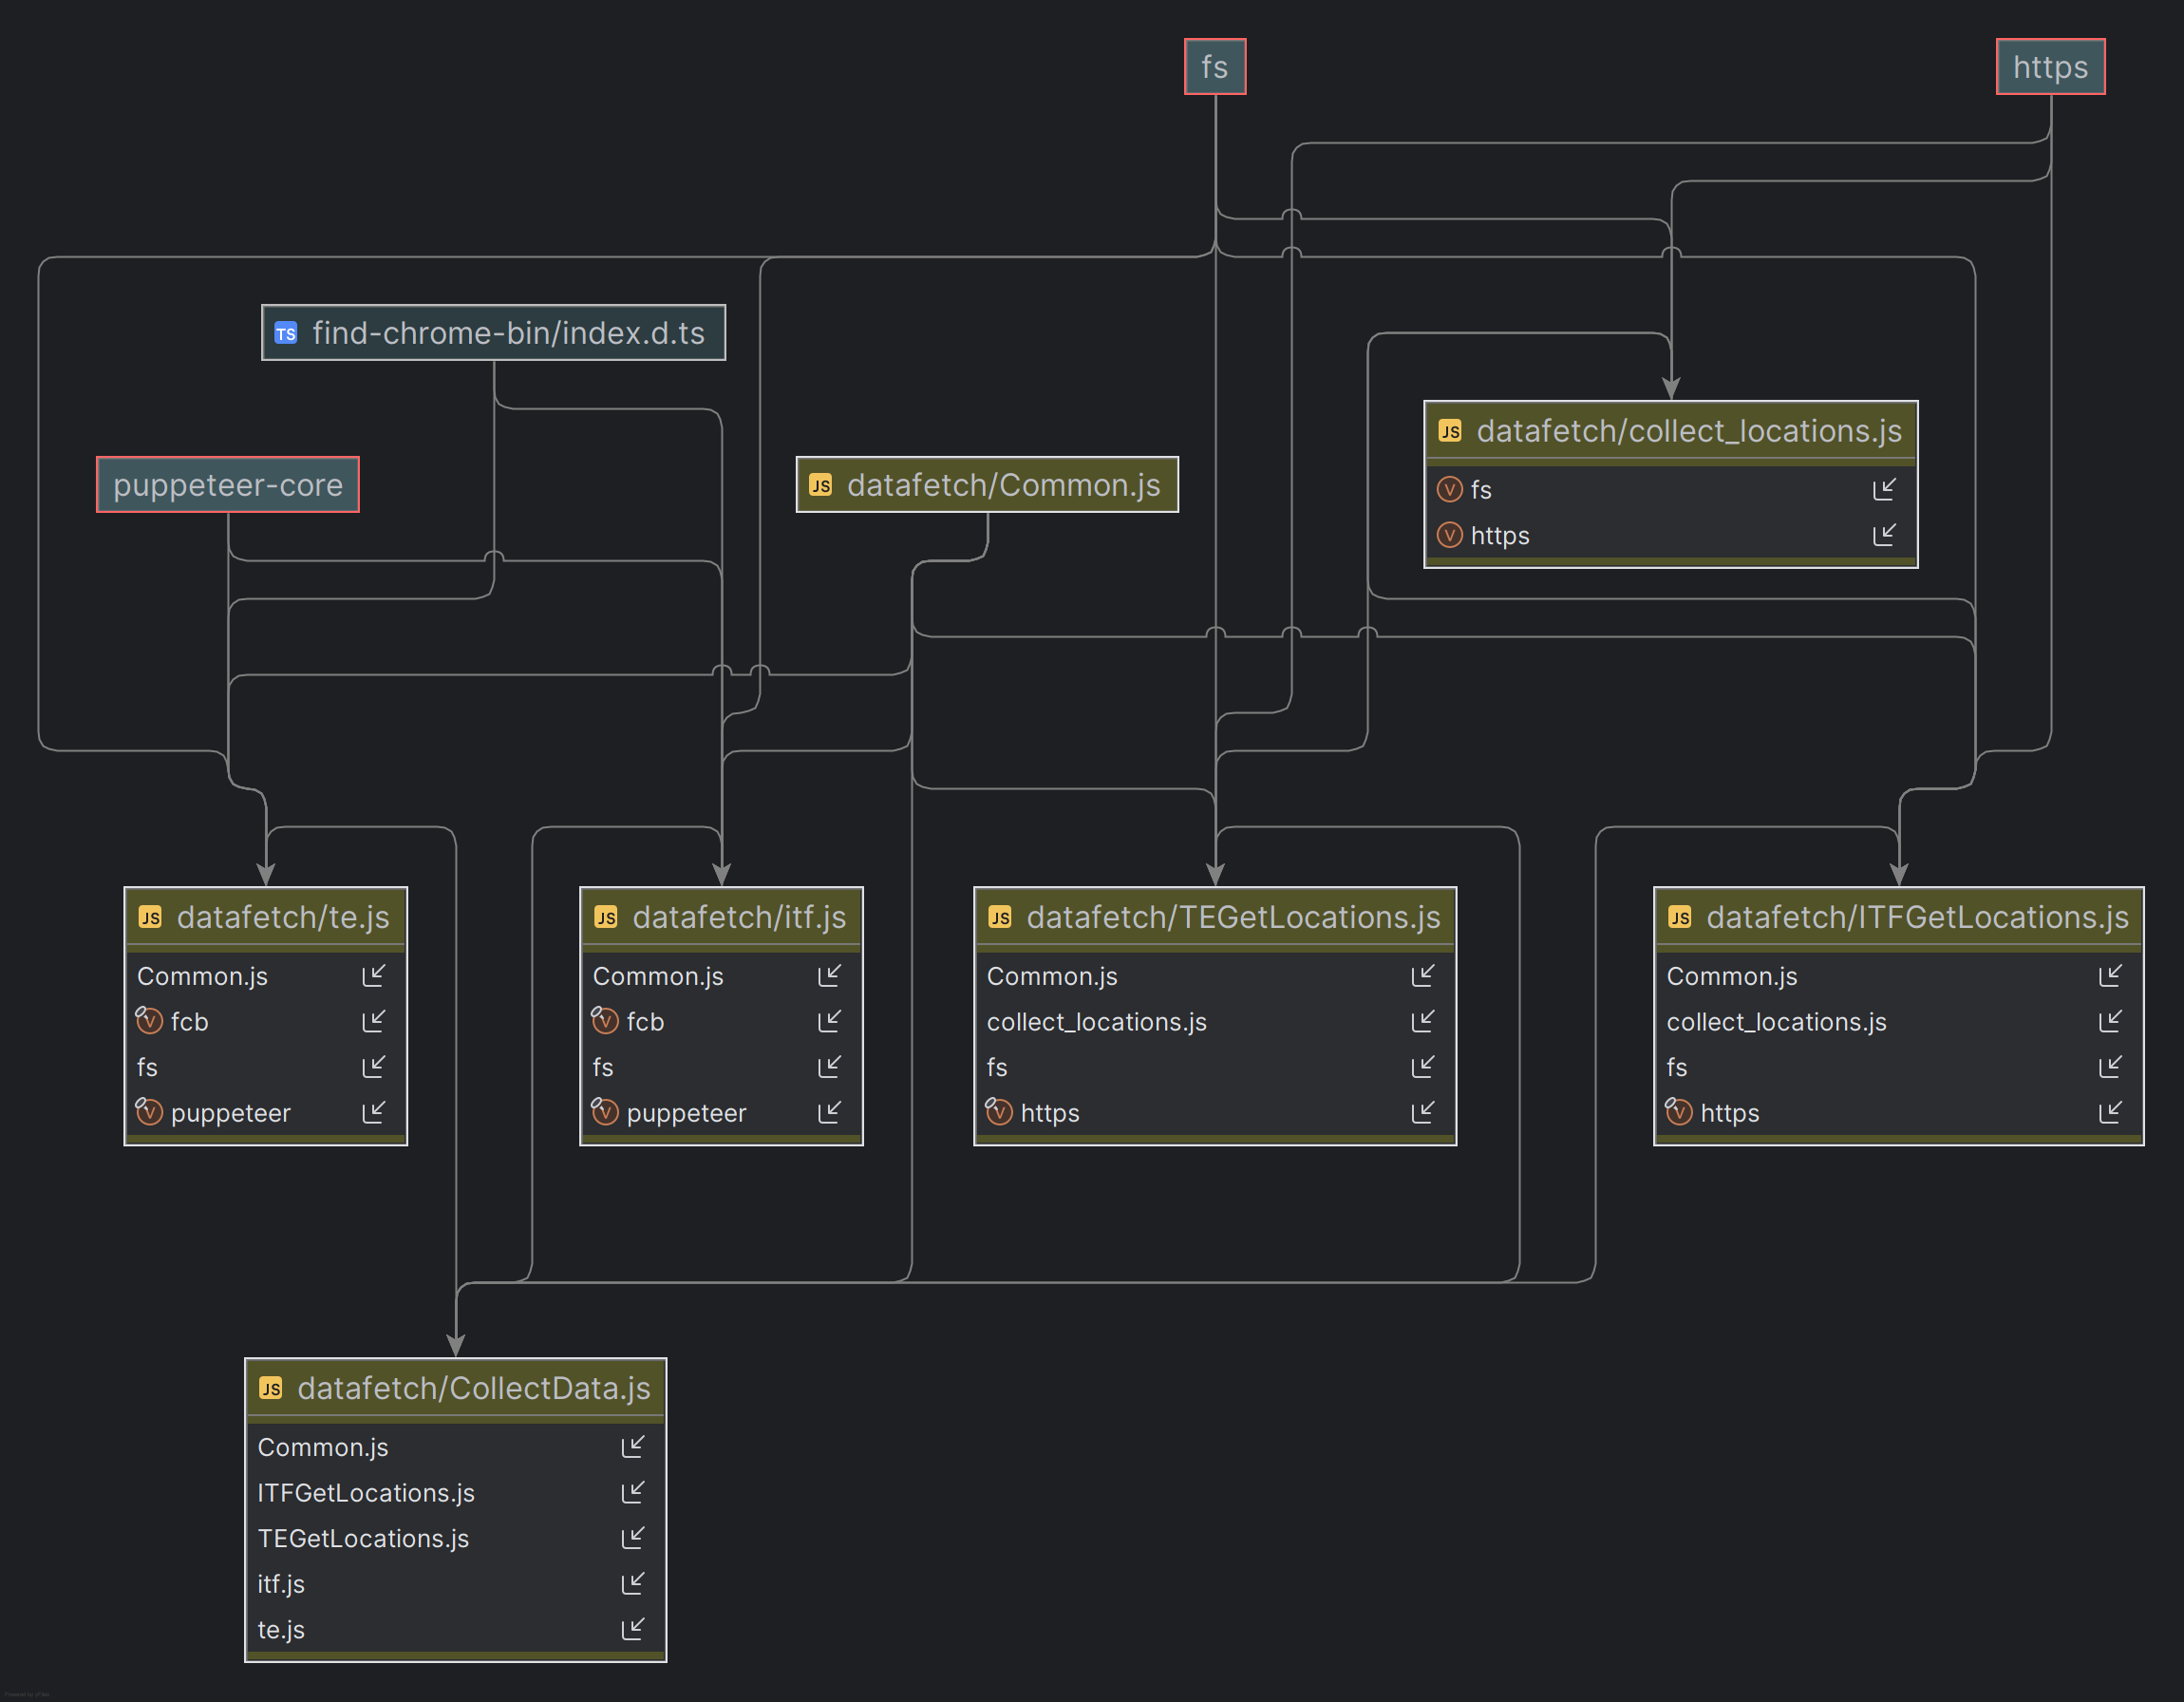 fs
https
TS find-chrome-bin/index.d.ts
JS datafetch/collect_locations.js
V fs
V https
puppeteer-core
JS datafetch/Common.js
JS datafetch/te.js
Common.js
V fcb
fs
V puppeteer
JS datafetch/itf.js
Common.js
V fcb
fs
V puppeteer
JS datafetch/TEGetLocations.js
Common.js
collect_locations.js
fs
V https
JS datafetch/ITFGetLocations.js
Common.js
collect_locations.js
fs
V https
JS datafetch/CollectData.js
Common.js
ITFGetLocations.js
TEGetLocations.js
itf.js
te.js